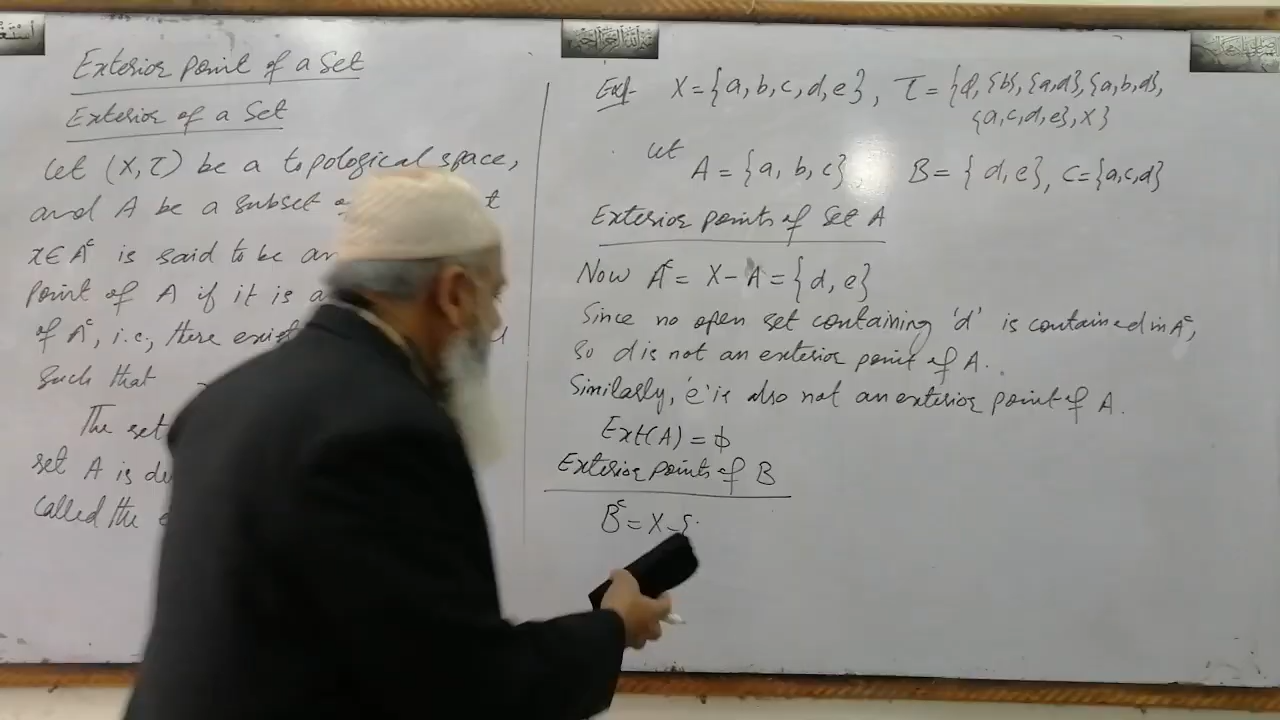 Exterior Point of a Set
Exterior of a Set
Let (X,τ) be a topological space,
and A be a subset
x∈Aᶜ is said to be an
point of A if it is a
of Aᶜ, i.e., there exist
such that
The set
set A is de
called the
Ex:- X={a,b,c,d,e}, τ={φ,{b},{a,d},{a,b,d},
{a,c,d,e},X}
Let A={a,b,c}, B={d,e}, C={a,c,d}
Exterior points of Set A
Now Aᶜ = X-A = {d,e}
Since no open set containing 'd' is contained in Aᶜ,
so d is not an exterior point of A.
Similarly, 'e' is also not an exterior point of A.
Ext(A) = φ
Exterior points of B
Bᶜ = X-